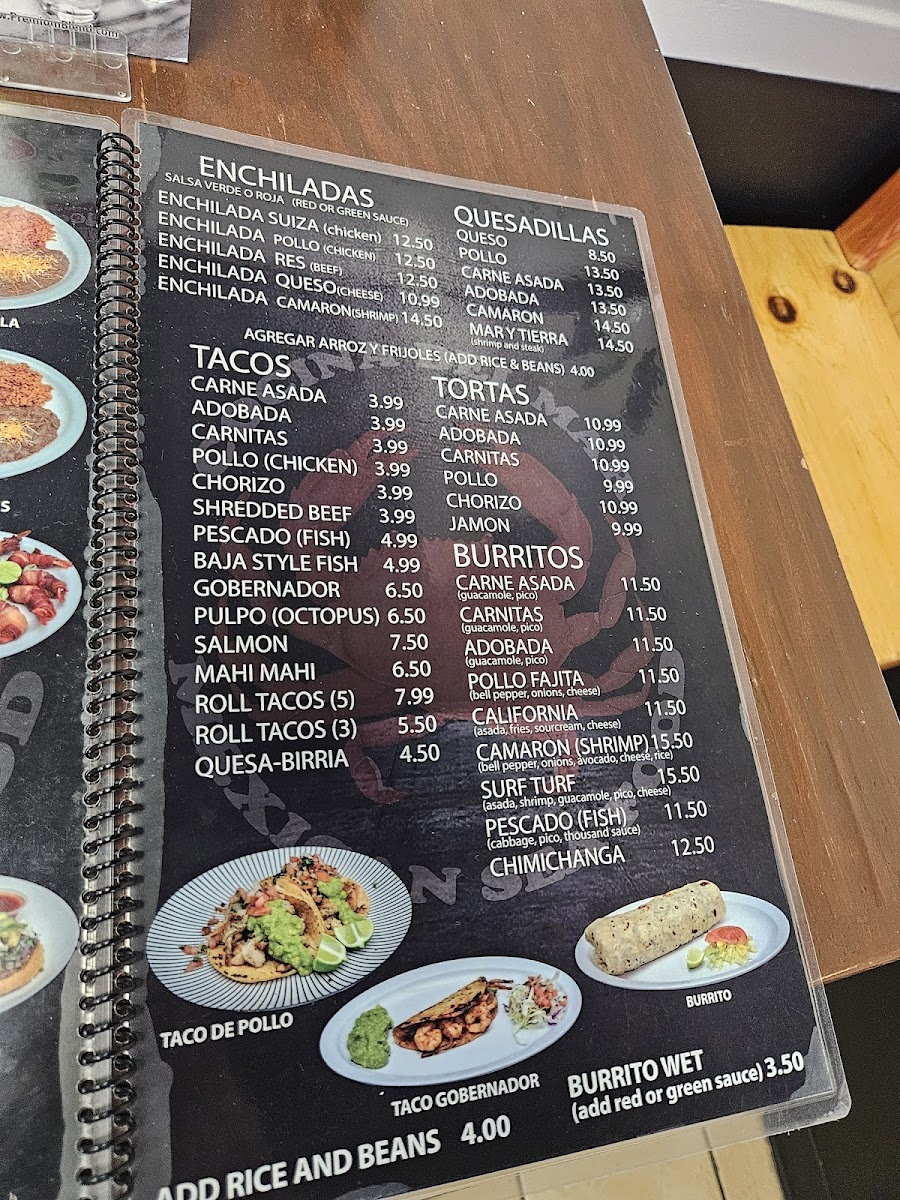 w.PremiumBlend.com
ENCHILADAS
SALSA VERDE O ROJA (RED OR GREEN SAUCE)
ENCHILADA SUIZA (chicken) 12.50
ENCHILADA POLLO (CHICKEN) 12.50
ENCHILADA RES (BEEF) 12.50
ENCHILADA QUESO (CHEESE) 10.99
ENCHILADA CAMARON (SHRIMP) 14.50
QUESADILLAS
QUESO 8.50
POLLO 13.50
CARNE ASADA 13.50
ADOBADA 13.50
CAMARON 14.50
MAR Y TIERRA 14.50
(shrimp and steak)
AGREGAR ARROZ Y FRIJOLES (ADD RICE & BEANS) 4.00
TACOS
CARNE ASADA 3.99
ADOBADA 3.99
CARNITAS 3.99
POLLO (CHICKEN) 3.99
CHORIZO 3.99
SHREDDED BEEF 3.99
PESCADO (FISH) 4.99
BAJA STYLE FISH 4.99
GOBERNADOR 6.50
PULPO (OCTOPUS) 6.50
SALMON 7.50
MAHI MAHI 6.50
ROLL TACOS (5) 7.99
ROLL TACOS (3) 5.50
QUESA-BIRRIA 4.50
TORTAS
CARNE ASADA 10.99
ADOBADA 10.99
CARNITAS 10.99
POLLO 9.99
CHORIZO 10.99
JAMON 9.99
BURRITOS
CARNE ASADA 11.50
(guacamole, pico)
CARNITAS 11.50
(guacamole, pico)
ADOBADA 11.50
(guacamole, pico)
POLLO FAJITA 11.50
(bell pepper, onions, cheese)
CALIFORNIA 11.50
(asada, fries, sourcream, cheese)
CAMARON (SHRIMP) 15.50
(bell pepper, onions, avocado, cheese, rice)
SURF TURF 15.50
(asada, shrimp, guacamole, pico, cheese)
PESCADO (FISH) 11.50
(cabbage, pico, thousand sauce)
CHIMICHANGA 12.50
TACO DE POLLO
TACO GOBERNADOR
BURRITO
BURRITO WET
(add red or green sauce) 3.50
ADD RICE AND BEANS 4.00